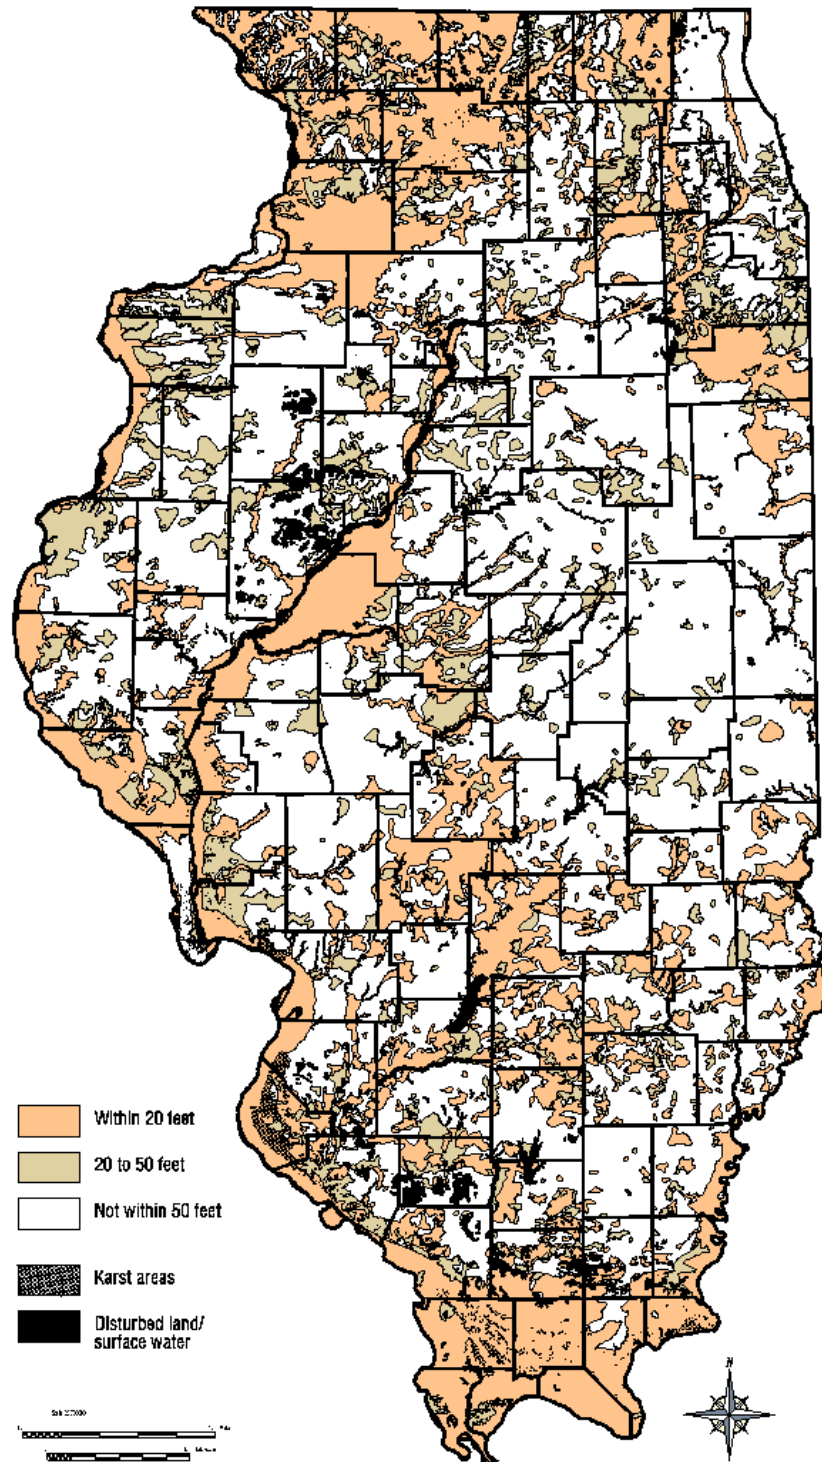 Within 20 feet
20 to 50 feet
Not within 50 feet
Karst areas
Disturbed land/
surface water
N